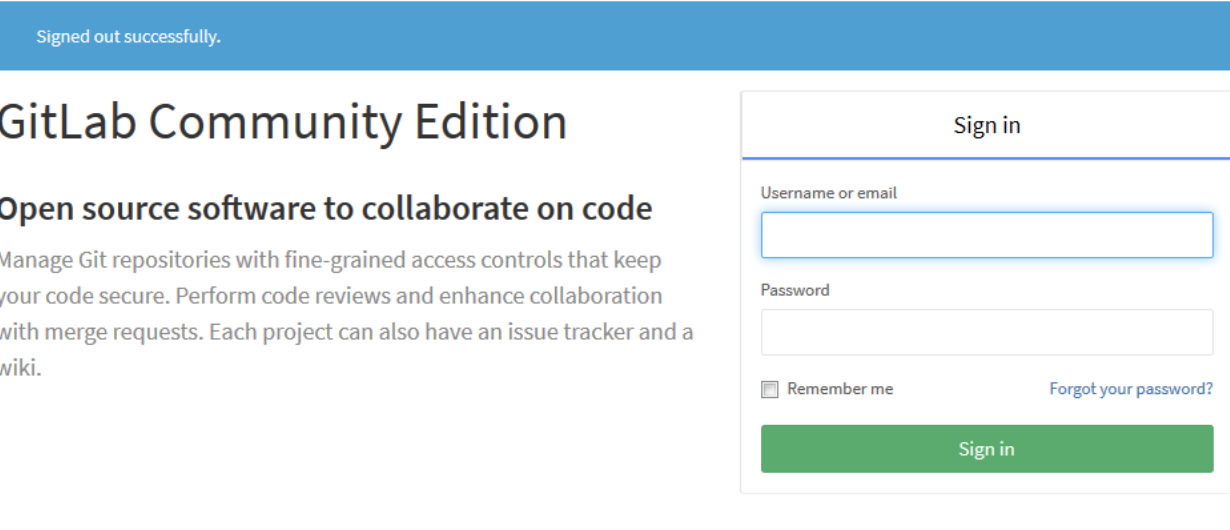 Signed out successfully.
GitLab Community Edition
Open source software to collaborate on code
Manage Git repositories with fine-grained access controls that keep
your code secure. Perform code reviews and enhance collaboration
with merge requests. Each project can also have an issue tracker and a
wiki.
Sign in
Username or email
Password
Remember me
Forgot your password?
Sign in